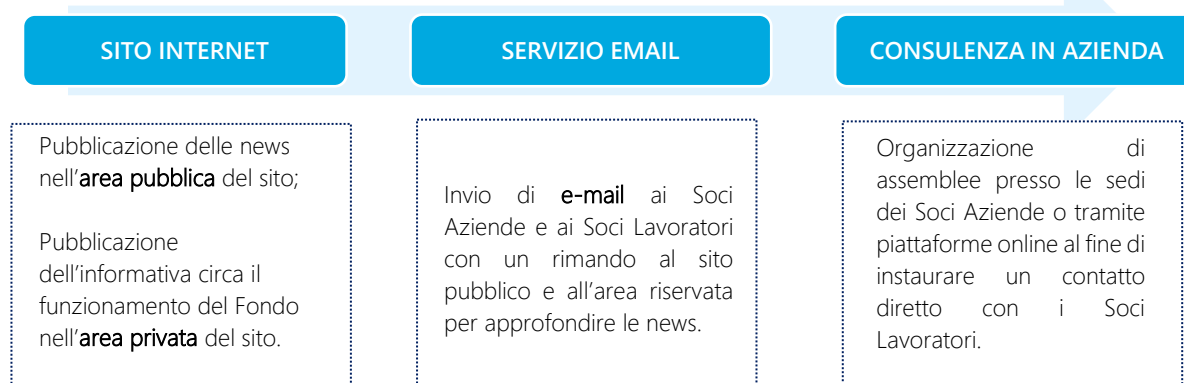 SITO INTERNET
Pubblicazione delle news
nell'area pubblica del sito;
Pubblicazione
dell'informativa circa il
funzionamento del Fondo
nell'area privata del sito.
SERVIZIO EMAIL
Invio di e-mail ai Soci
Aziende e ai Soci Lavoratori
con un rimando al sito
pubblico e all'area riservata
per approfondire le news.
CONSULENZA IN AZIENDA
Organizzazione di
assemblee presso le sedi
dei Soci Aziende o tramite
piattaforme online al fine di
instaurare un contatto
diretto con i Soci
Lavoratori.